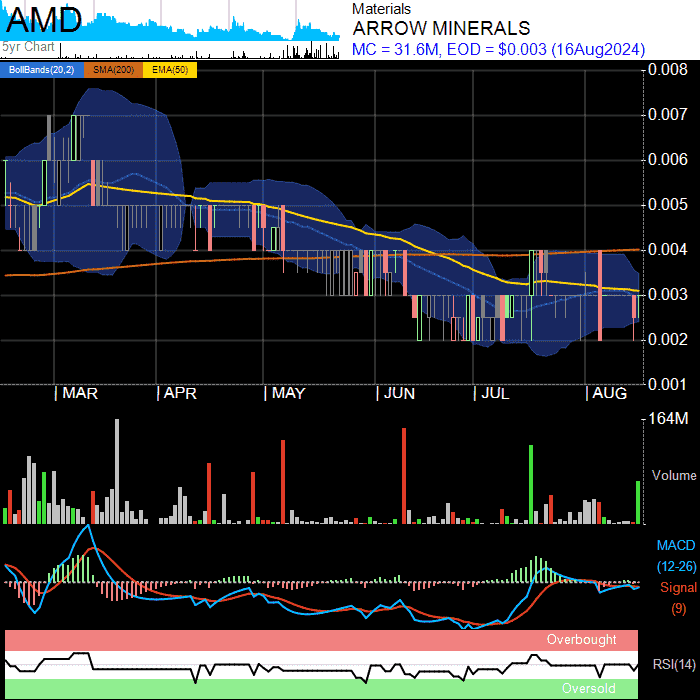 AMD
5yr Chart
Materials
ARROW MINERALS
MC = 31.6M, EOD = $0.003 (16Aug2024)
BollBands(20,2) SMA(200) EMA(50)
0.008
0.007
0.006
0.005
0.004
0.003
0.002
0.001
MAR APR MAY JUN JUL AUG
164M
Volume
MACD
(12-26)
Signal
(9)
Overbought
RSI(14)
Oversold